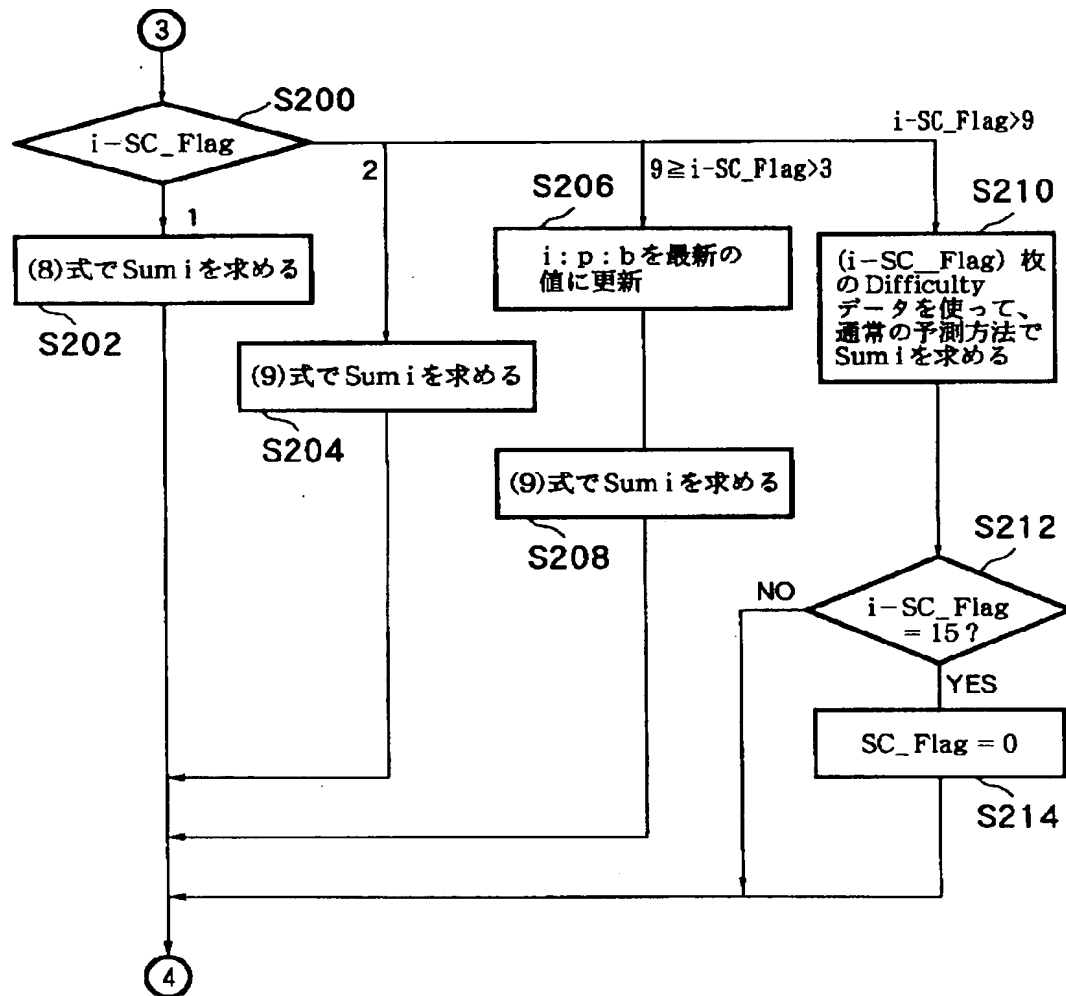 3
S200
i-SC_Flag
i-SC_Flag>9
2
9≧i-SC_Flag>3
1
S206
S210
(8)式でSumiを求める
S202
i:p:bを最新の
値に更新
(i-SC_Flag) 枚
のDifficulty
データを使って、
通常の予測方法で
Sumiを求める
(9)式でSumiを求める
S204
(9)式でSumiを求める
S208
S212
NO
i-SC_Flag
= 15?
YES
SC_Flag = 0
S214
4